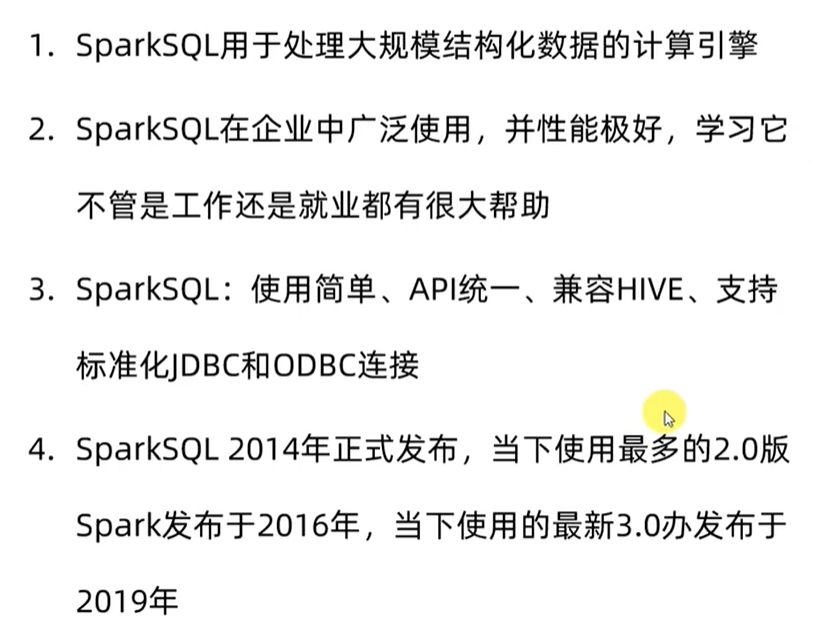 1. SparkSQL用于处理大规模结构化数据的计算引擎
2. SparkSQL在企业中广泛使用，并性能极好，学习它
不管是工作还是就业都有很大帮助
3. SparkSQL：使用简单、API统一、兼容HIVE、支持
标准化JDBC和ODBC连接
4. SparkSQL 2014年正式发布，当下使用最多的2.0版
Spark发布于2016年，当下使用的最新3.0办发布于
2019年